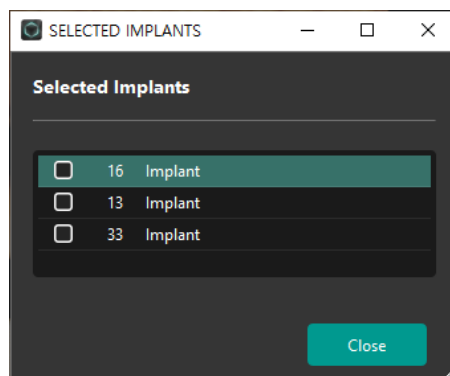 SELECTED IMPLANTS
Selected Implants
16 Implant
13 Implant
33 Implant
Close